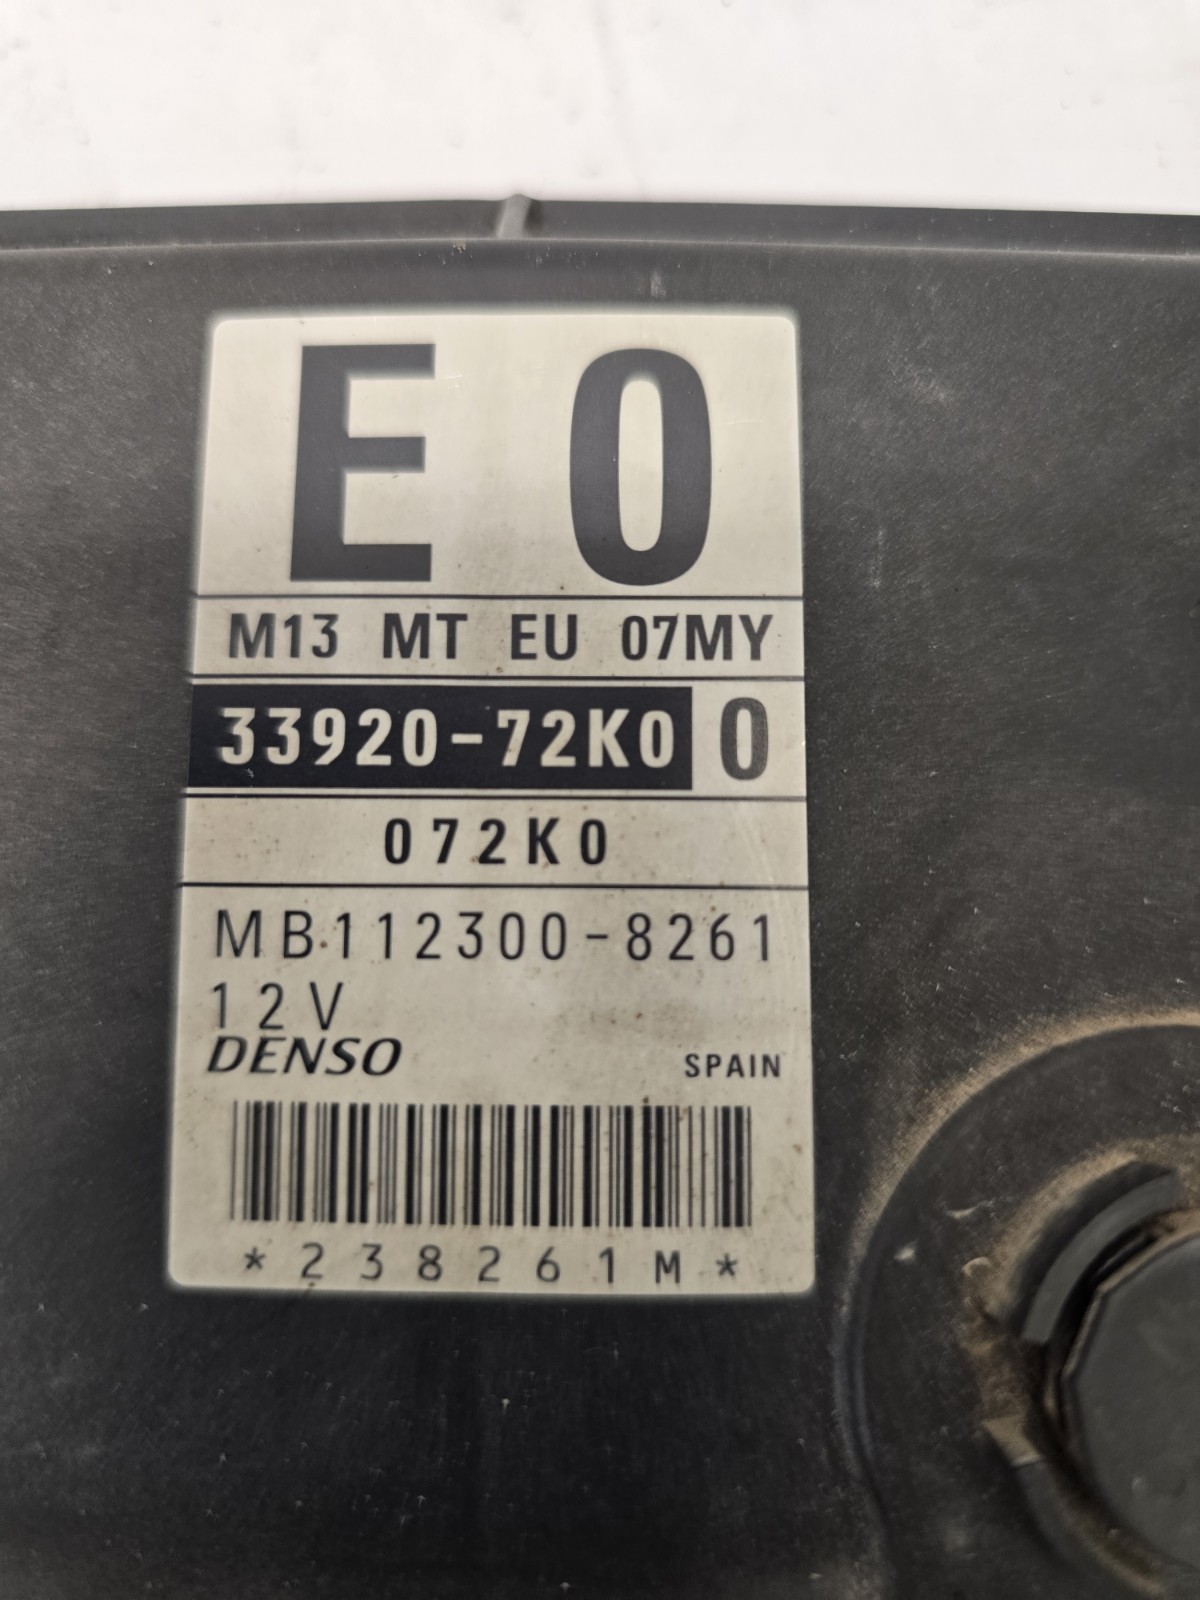 E 0
M13 MT EU 07MY
33920-72K0 0
072K0
MB112300-8261
12V
DENSO SPAIN
*238261M*